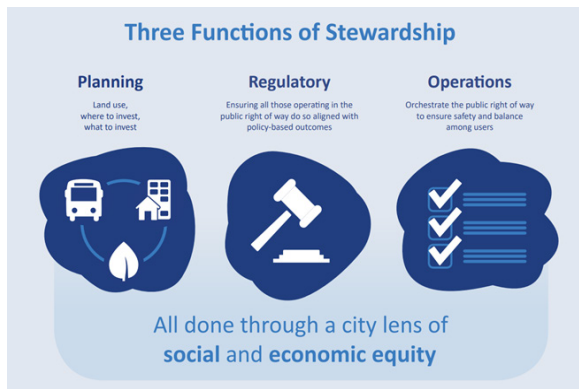 Three Functions of Stewardship
Planning
Land use,
where to invest,
what to invest
Regulatory
Ensuring all those operating in the
public right of way do so aligned with
policy-based outcomes
Operations
Orchestrate the public right of way
to ensure safety and balance
among users
All done through a city lens of
social and economic equity